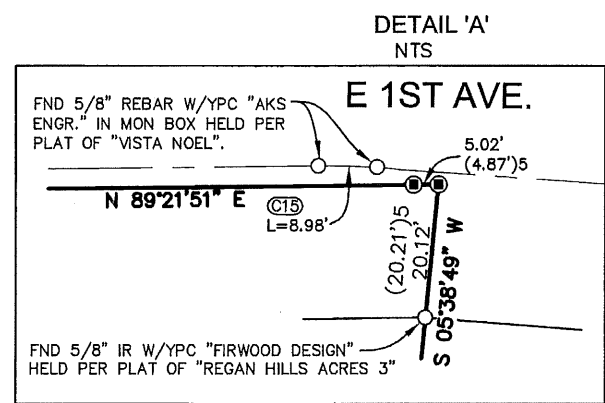 DETAIL 'A'
NTS
FND 5/8" REBAR W/YPC "AKS
ENGR." IN MON BOX HELD PER
PLAT OF "VISTA NOEL".
E 1ST AVE.
5.02'
(4.87')5
N 89°21'51" E
C15
L=8.98'
(20.21')5
20.12'
S 05°38'49" W
FND 5/8" IR W/YPC "FIRWOOD DESIGN"
HELD PER PLAT OF "REGAN HILLS ACRES 3"